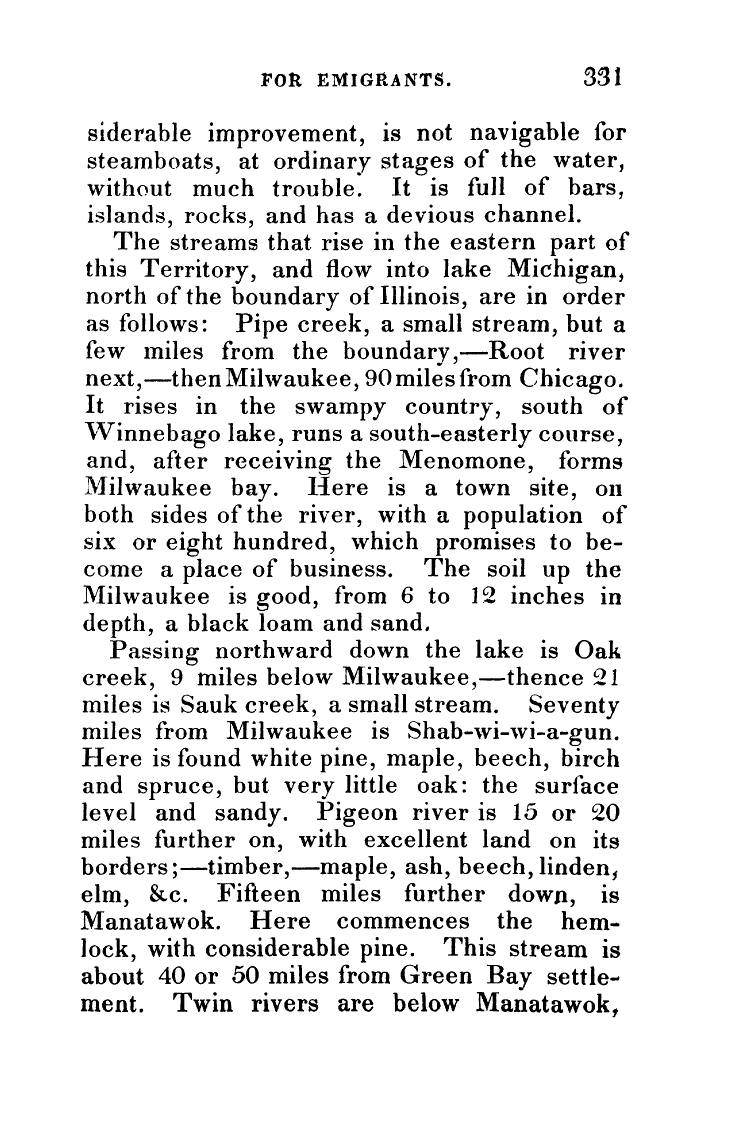 FOR EMIGRANTS. 331
siderable improvement, is not navigable for
steamboats, at ordinary stages of the water,
without much trouble. It is full of bars,
islands, rocks, and has a devious channel.
The streams that rise in the eastern part of
this Territory, and flow into lake Michigan,
north of the boundary of Illinois, are in order
as follows: Pipe creek, a small stream, but a
few miles from the boundary,—Root river
next,—then Milwaukee, 90 miles from Chicago.
It rises in the swampy country, south of
Winnebago lake, runs a south-easterly course,
and, after receiving the Menomone, forms
Milwaukee bay. Here is a town site, on
both sides of the river, with a population of
six or eight hundred, which promises to be-
come a place of business. The soil up the
Milwaukee is good, from 6 to 12 inches in
depth, a black loam and sand.
Passing northward down the lake is Oak
creek, 9 miles below Milwaukee,—thence 21
miles is Sauk creek, a small stream. Seventy
miles from Milwaukee is Shab-wi-wi-a-gun.
Here is found white pine, maple, beech, birch
and spruce, but very little oak: the surface
level and sandy. Pigeon river is 15 or 20
miles further on, with excellent land on its
borders;—timber,—maple, ash, beech, linden,
elm, &c. Fifteen miles further down, is
Manatawok. Here commences the hem-
lock, with considerable pine. This stream is
about 40 or 50 miles from Green Bay settle-
ment. Twin rivers are below Manatawok,